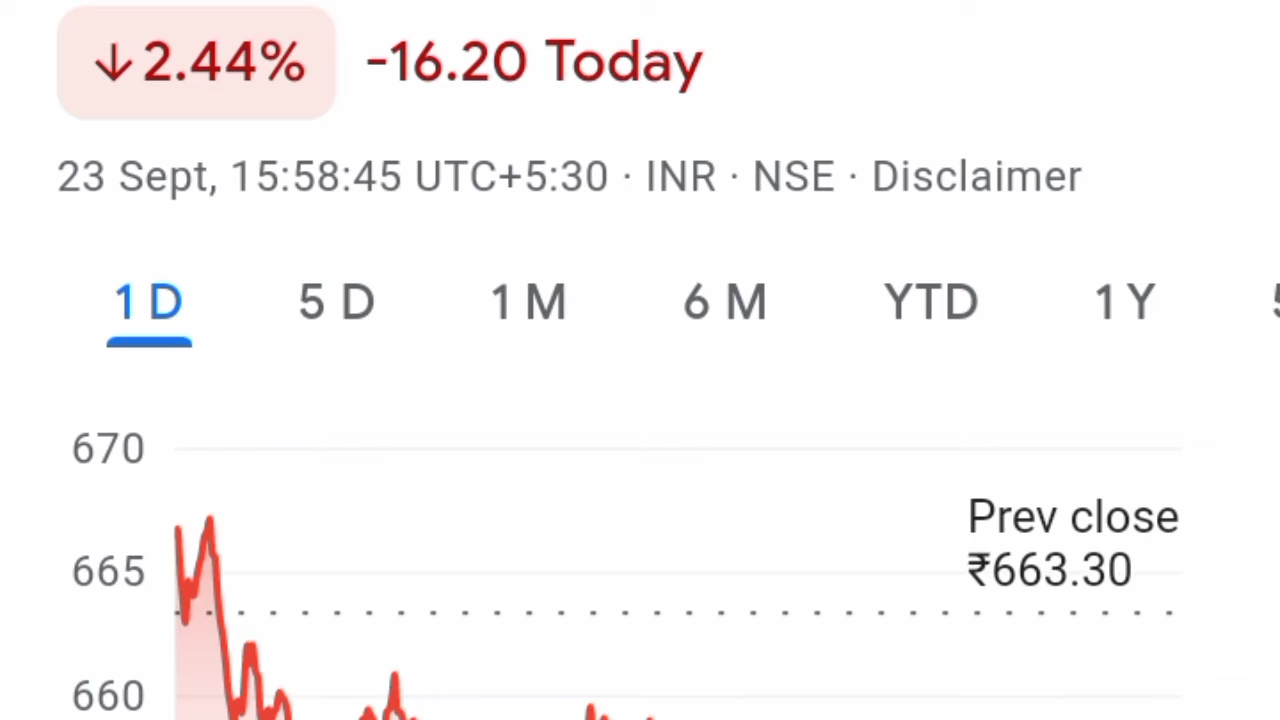 ↓2.44% -16.20 Today
23 Sept, 15:58:45 UTC+5:30 · INR · NSE · Disclaimer
1 D 5 D 1 M 6 M YTD 1 Y 5
670
Prev close
665 ₹663.30
660